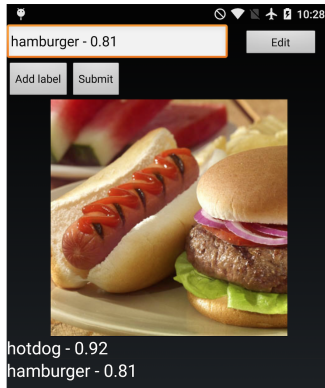 10:28
hamburger - 0.81
Edit
Add label
Submit
hotdog - 0.92
hamburger - 0.81